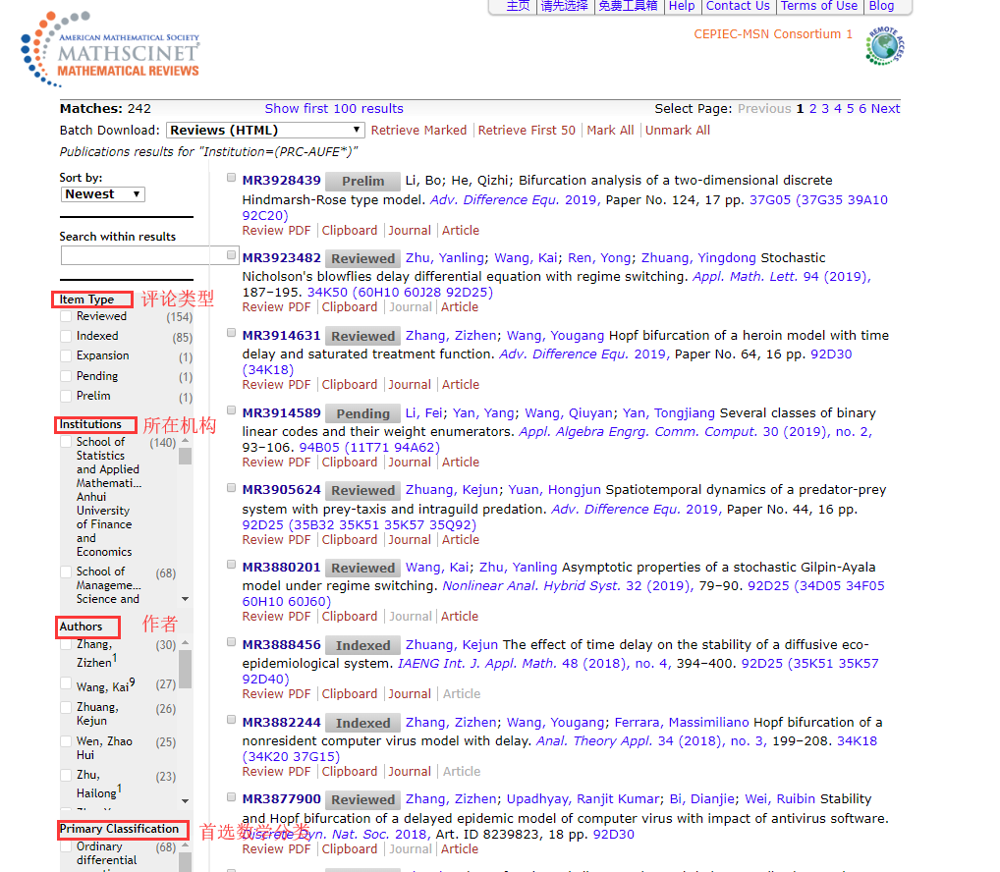 主页 请先选择 免费工具箱 Help Contact Us Terms of Use Blog
AMERICAN MATHEMATICAL SOCIETY
MATHSCINET
MATHEMATICAL REVIEWS
CEPIEC-MSN Consortium 1
REMOTE ACCESS
Matches: 242 Show first 100 results Select Page: Previous 1 2 3 4 5 6 Next
Batch Download: Reviews (HTML) Retrieve Marked Retrieve First 50 Mark All Unmark All
Publications results for "Institution=(PRC-AUFE*)"
Sort by:
Newest
Search within results
Item Type 评论类型
Reviewed (154)
Indexed (85)
Expansion (1)
Pending (1)
Prelim (1)
Institutions 所在机构
School of (140)
Statistics
and Applied
Mathemati...
Anhui
University
of Finance
and
Economics
School of (68)
Manageme...
Science and
Authors 作者
Zhang, (30)
Zizhen1
Wang, Kai9 (27)
Zhuang, (26)
Kejun
Wen, Zhao (25)
Hui
Zhu, (23)
Hailong1
Primary Classification 首选数学分类
Ordinary (68)
differential
MR3928439 Prelim Li, Bo; He, Qizhi; Bifurcation analysis of a two-dimensional discrete
Hindmarsh-Rose type model. Adv. Difference Equ. 2019, Paper No. 124, 17 pp. 37G05 (37G35 39A10
92C20)
Review PDF Clipboard Journal Article
MR3923482 Reviewed Zhu, Yanling; Wang, Kai; Ren, Yong; Zhuang, Yingdong Stochastic
Nicholson's blowflies delay differential equation with regime switching. Appl. Math. Lett. 94 (2019),
187–195. 34K50 (60H10 60J28 92D25)
Review PDF Clipboard Journal Article
MR3914631 Reviewed Zhang, Zizhen; Wang, Yougang Hopf bifurcation of a heroin model with time
delay and saturated treatment function. Adv. Difference Equ. 2019, Paper No. 64, 16 pp. 92D30
(34K18)
Review PDF Clipboard Journal Article
MR3914589 Pending Li, Fei; Yan, Yang; Wang, Qiuyan; Yan, Tongjiang Several classes of binary
linear codes and their weight enumerators. Appl. Algebra Engrg. Comm. Comput. 30 (2019), no. 2,
93–106. 94B05 (11T71 94A62)
Review PDF Clipboard Journal Article
MR3905624 Reviewed Zhuang, Kejun; Yuan, Hongjun Spatiotemporal dynamics of a predator-prey
system with prey-taxis and intraguild predation. Adv. Difference Equ. 2019, Paper No. 44, 16 pp.
92D25 (35B32 35K51 35K57 35Q92)
Review PDF Clipboard Journal Article
MR3880201 Reviewed Wang, Kai; Zhu, Yanling Asymptotic properties of a stochastic Gilpin-Ayala
model under regime switching. Nonlinear Anal. Hybrid Syst. 32 (2019), 79–90. 92D25 (34D05 34F05
60H10 60J60)
Review PDF Clipboard Journal Article
MR3888456 Indexed Zhuang, Kejun The effect of time delay on the stability of a diffusive eco-
epidemiological system. IAENG Int. J. Appl. Math. 48 (2018), no. 4, 394–400. 92D25 (35K51 35K57
92D40)
Review PDF Clipboard Journal Article
MR3882244 Indexed Zhang, Zizhen; Wang, Yougang; Ferrara, Massimiliano Hopf bifurcation of a
nonresident computer virus model with delay. Anal. Theory Appl. 34 (2018), no. 3, 199–208. 34K18
(34K20 37G15)
Review PDF Clipboard Journal Article
MR3877900 Reviewed Zhang, Zizhen; Upadhyay, Ranjit Kumar; Bi, Dianjie; Wei, Ruibin Stability
and Hopf bifurcation of a delayed epidemic model of computer virus with impact of antivirus software.
Discrete Dyn. Nat. Soc. 2018, Art. ID 8239823, 18 pp. 92D30
Review PDF Clipboard Journal Article